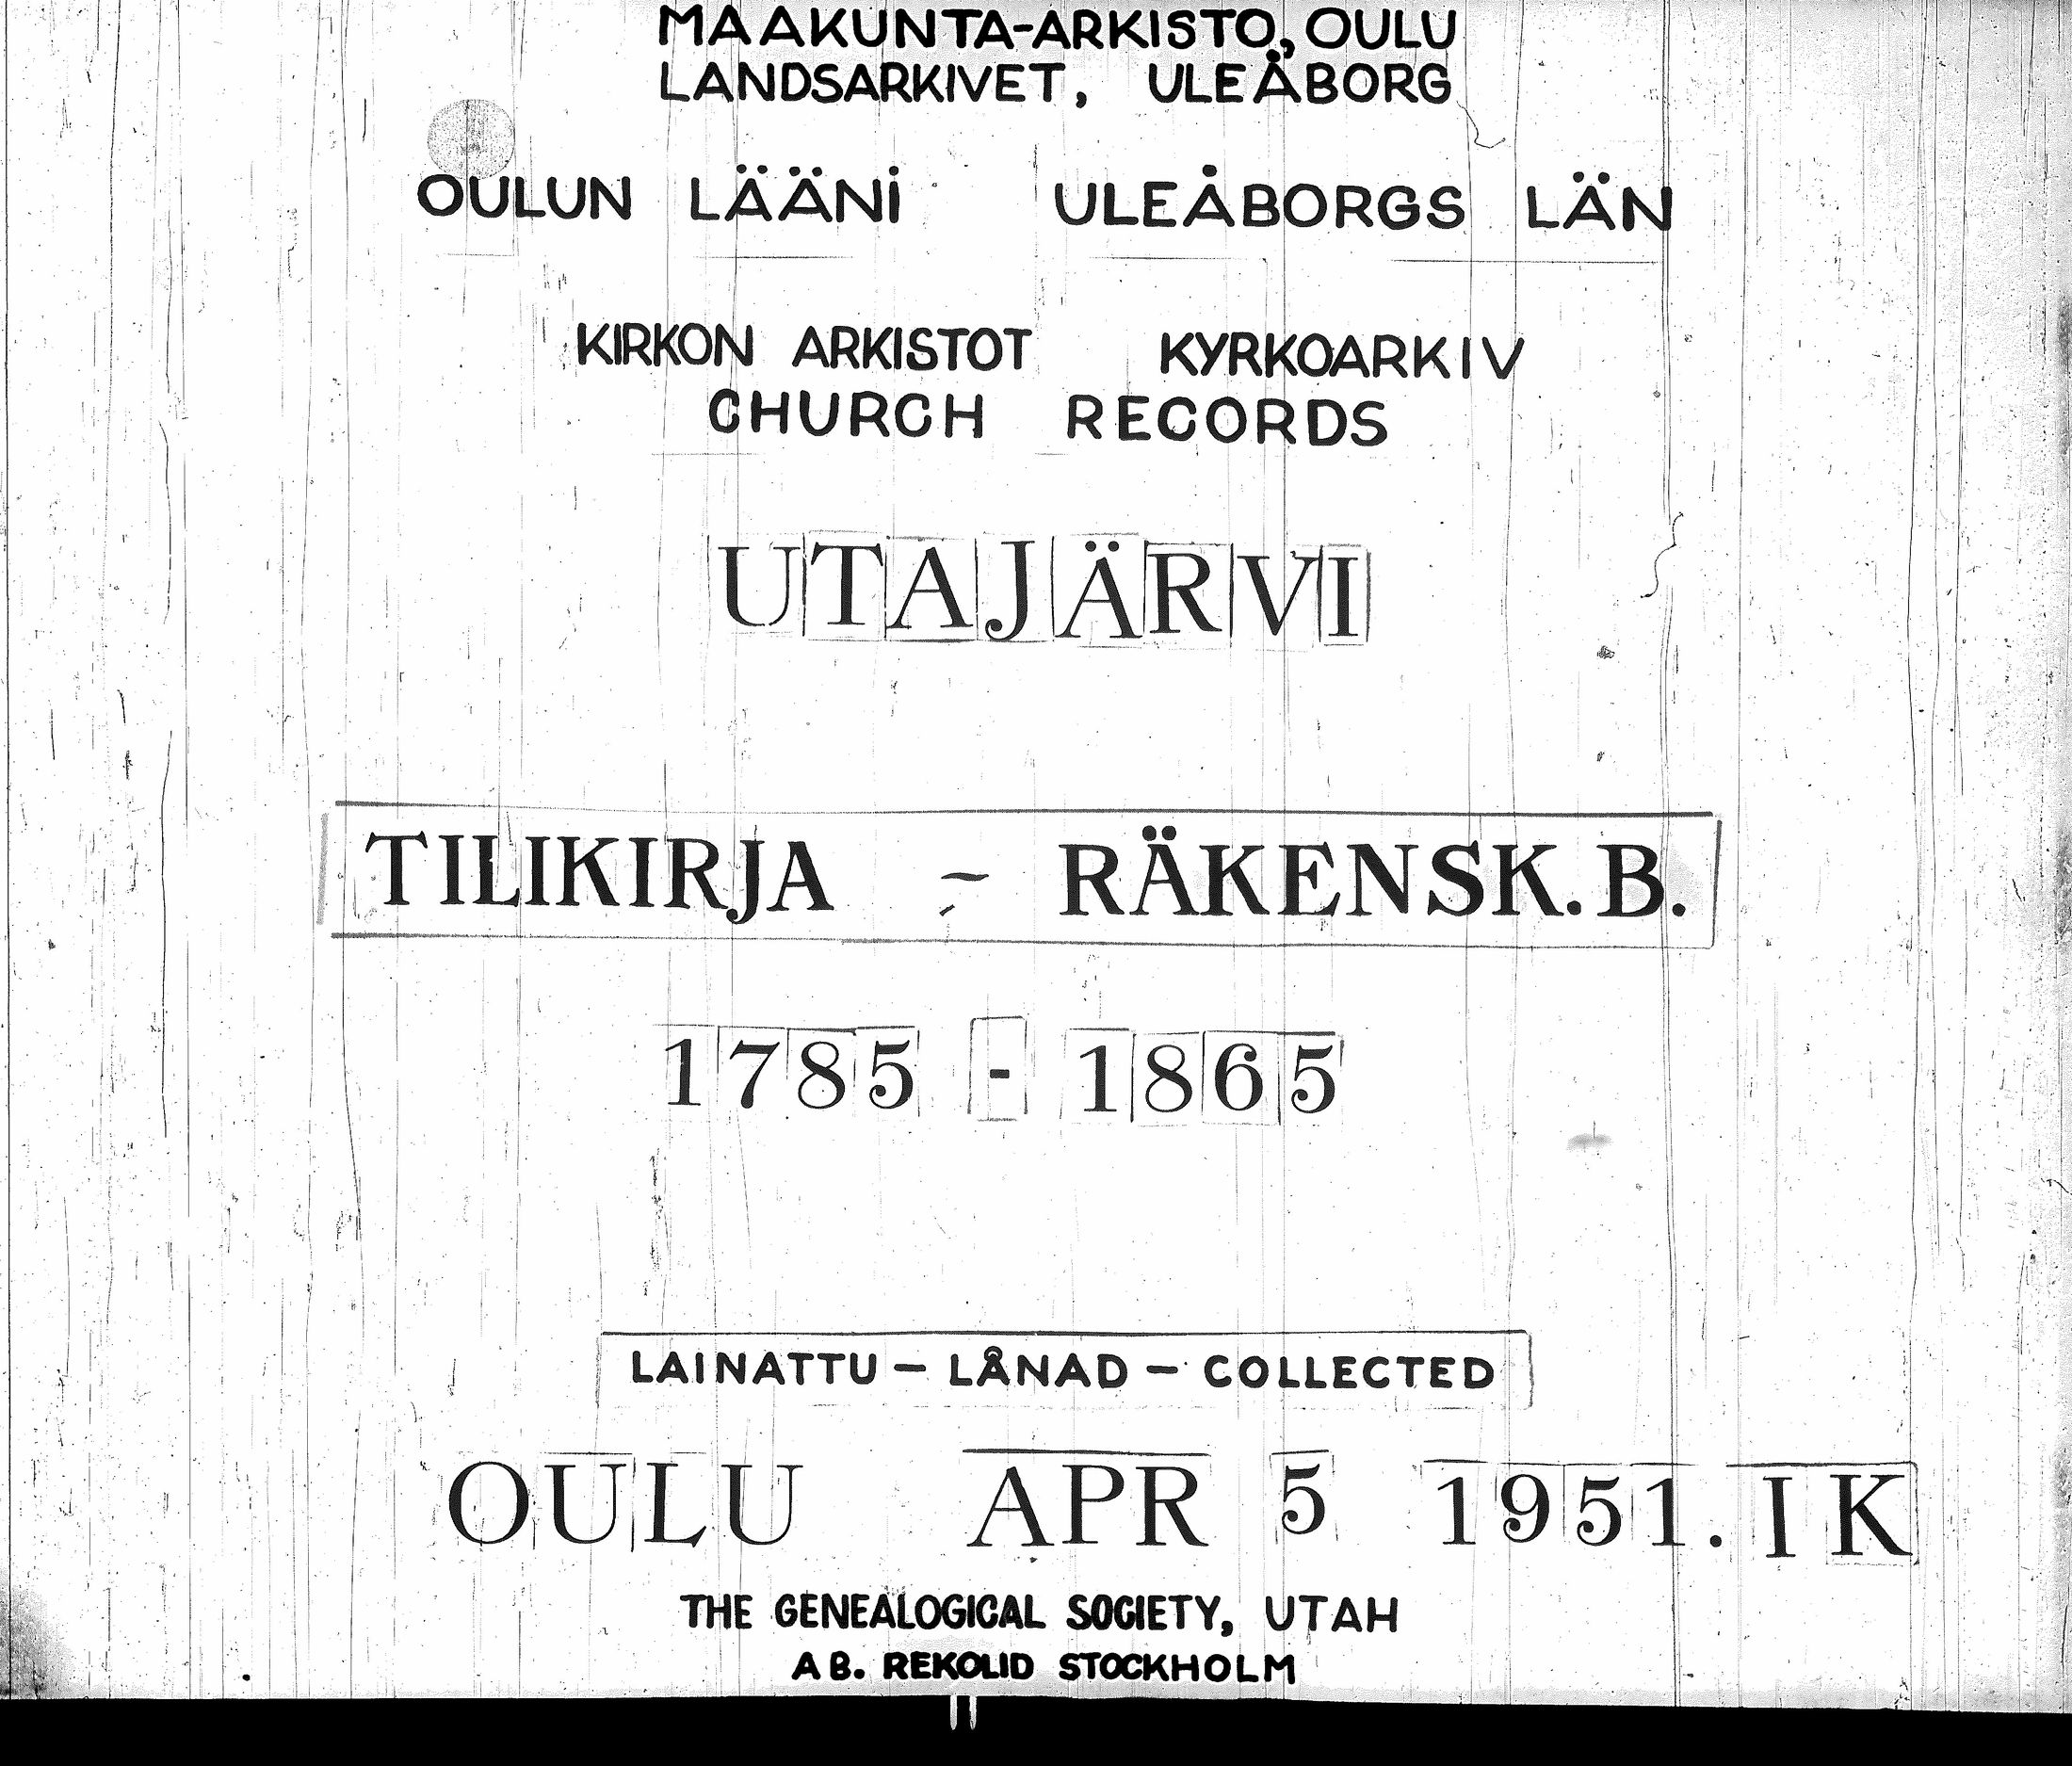 MAAKUNTA-ARKISTO, OULU
LANDSARKIVET, ULEÅBORG
OULUN LÄÄNI ULEÅBORGS LÄN
KIRKON ARKISTOT KYRKOARKIV
CHURCH RECORDS
UTAJÄRVI
TILIKIRJA - RÄKENSK.B.
1785 - 1865
LAINATTU - LÅNAD - COLLECTED
OULU APR 5 1951. IK
THE GENEALOGICAL SOCIETY, UTAH
AB. REKOLID STOCKHOLM